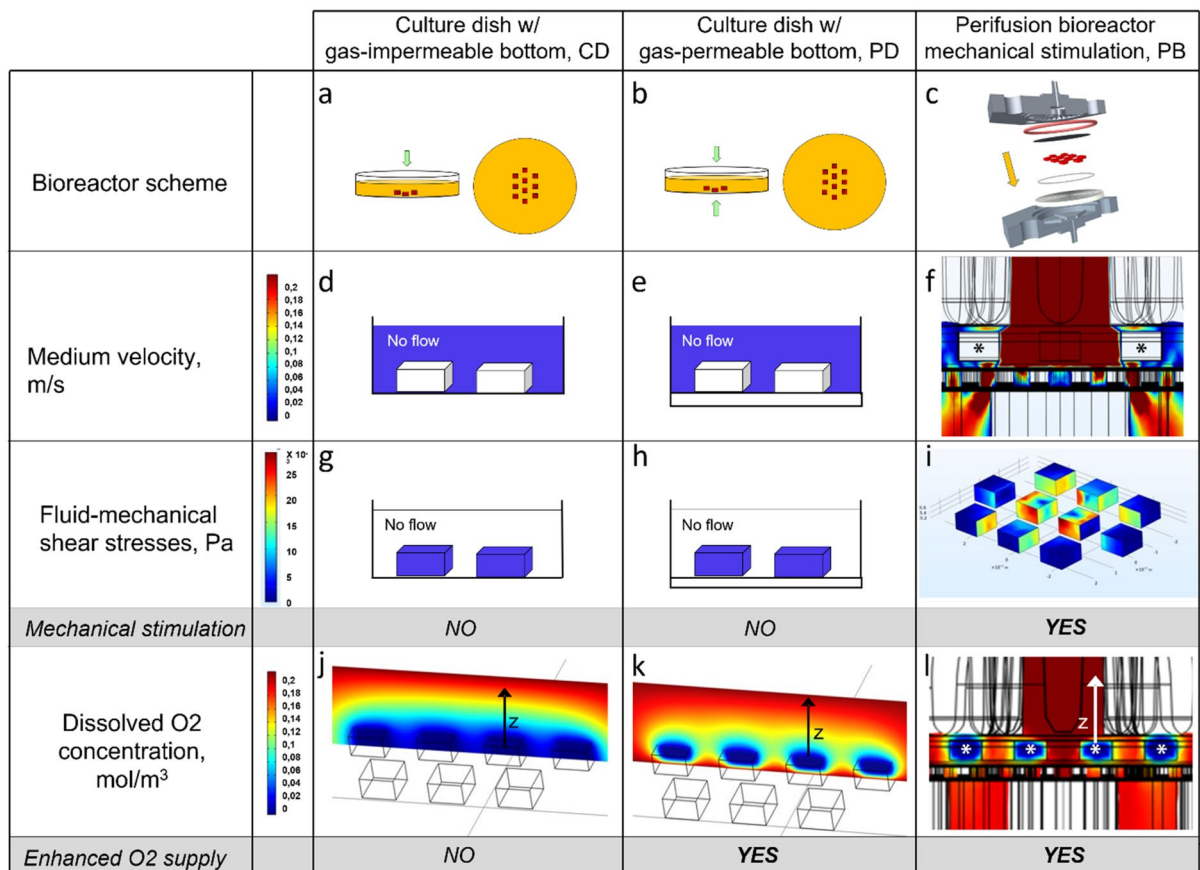 Culture dish w/
gas-impermeable bottom, CD
Culture dish w/
gas-permeable bottom, PD
Perifusion bioreactor
mechanical stimulation, PB
Bioreactor scheme
a
b
c
Medium velocity,
m/s
0,2
0,18
0,16
0,14
0,12
0,1
0,08
0,06
0,04
0,02
0
d
No flow
e
No flow
f
*
*
Fluid-mechanical
shear stresses, Pa
25
20
15
10
5
0
g
No flow
h
No flow
i
Mechanical stimulation
NO
NO
YES
Dissolved O2
concentration,
mol/m3
0,2
0,18
0,16
0,14
0,12
0,1
0,08
0,06
0,04
0,02
0
j
z
k
z
l
z
* * * *
Enhanced O2 supply
NO
YES
YES